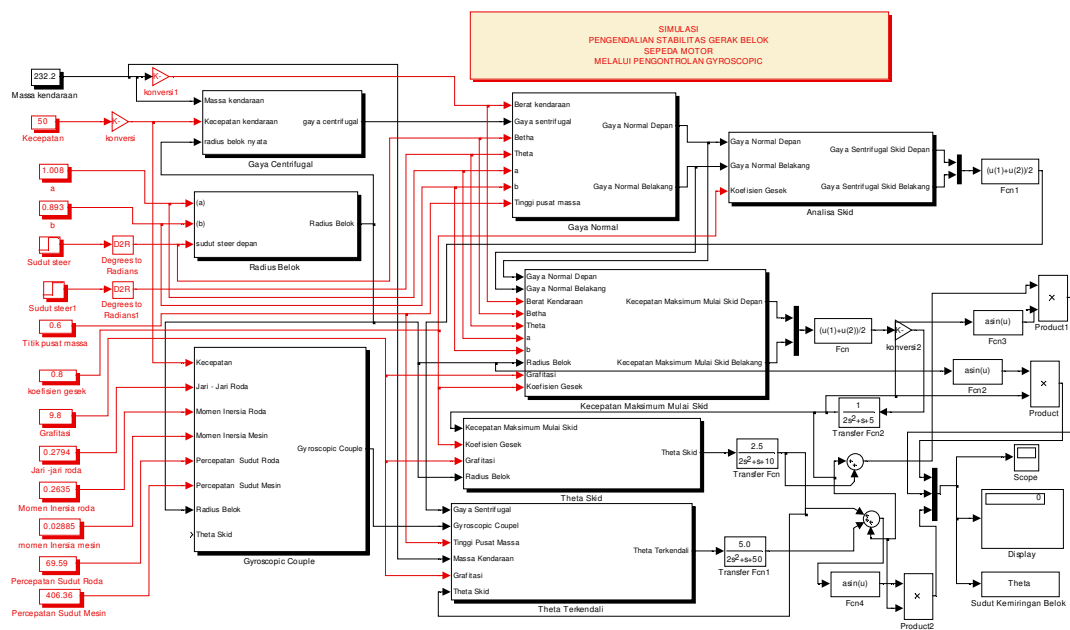 SIMULASI
PENGENDALIAN STABILITAS GERAK BELOK
SEPEDA MOTOR
MELALUI PENGONTROLAN GYROSCOPIC
232.2
Massa kendaraan
K-
konversi1
50
Kecepatan
K-
konversi
Massa kendaraan
Kecepatan kendaraan
radius belok nyata
gaya centrifugal
Gaya Centrifugal
1.008
a
0.893
b
Sudut steer
D2R
Degrees to
Radians
Sudut steer1
D2R
Degrees to
Radians1
0.6
Titik pusat massa
0.8
koefisien gesek
9.8
Grafitasi
0.2794
Jari -jari roda
0.2635
Momen Inersia roda
0.02885
momen Inersia mesin
69.59
Percepatan Sudut Roda
406.36
Percepatan Sudut Mesin
(a)
(b)
sudut steer depan
Radius Belok
Radius Belok
Kecepatan
Jari - Jari Roda
Momen Inersia Roda
Momen Inersia Mesin
Percepatan Sudut Roda
Percepatan Sudut Mesin
Radius Belok
Theta Skid
Gyroscopic Couple
Gyroscopic Couple
Berat kendaraan
Gaya sentrifugal
Betha
Theta
a
b
Tinggi pusat massa
Gaya Normal Depan
Gaya Normal Belakang
Gaya Normal
Gaya Normal Depan
Gaya Normal Belakang
Koefisien Gesek
Gaya Sentrifugal Skid Depan
Gaya Sentrifugal Skid Belakang
Analisa Skid
(u(1)+u(2))/2
Fcn1
Gaya Normal Depan
Gaya Normal Belakang
Berat Kendaraan
Betha
Theta
a
b
Radius Belok
Grafitasi
Koefisien Gesek
Kecepatan Maksimum Mulai Skid Depan
Kecepatan Maksimum Mulai Skid Belakang
Kecepatan Maksimum Mulai Skid
(u(1)+u(2))/2
Fcn
K-
konversi2
asin(u)
Fcn3
×
Product1
asin(u)
Fcn2
×
Product
1
2s²+s+5
Transfer Fcn2
Kecepatan Maksimum Mulai Skid
Koefisien Gesek
Grafitasi
Radius Belok
Theta Skid
Theta Skid
2.5
2s²+s+10
Transfer Fcn
Gaya Sentrifugal
Gyroscopic Coupel
Tinggi Pusat Massa
Massa Kendaraan
Grafitasi
Theta Skid
Theta Terkendali
Theta Terkendali
5.0
2s²+s+50
Transfer Fcn1
asin(u)
Fcn4
×
Product2
Scope
0
Display
Theta
Sudut Kemiringan Belok